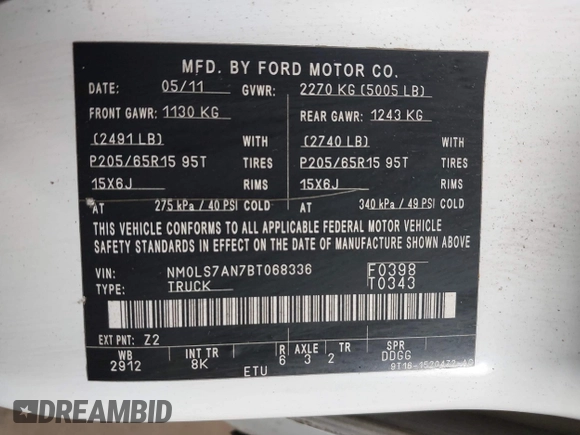 MFD. BY FORD MOTOR CO.
DATE: 05/11 GVWR: 2270 KG (5005 LB)
FRONT GAWR: 1130 KG REAR GAWR: 1243 KG
(2491 LB) WITH (2740 LB) WITH
P205/65R15 95T TIRES P205/65R15 95T TIRES
15X6J RIMS 15X6J RIMS
AT 275 kPa / 40 PSI COLD AT 340 kPa / 49 PSI COLD
THIS VEHICLE CONFORMS TO ALL APPLICABLE FEDERAL MOTOR VEHICLE
SAFETY STANDARDS IN EFFECT ON THE DATE OF MANUFACTURE SHOWN ABOVE
VIN: NM0LS7AN7BT068336 F0398
TYPE: TRUCK T0343
EXT PNT: Z2
WB INT TR R AXLE TR SPR
2912 8K 6 3 2 DDGG
ETU
DREAMBID